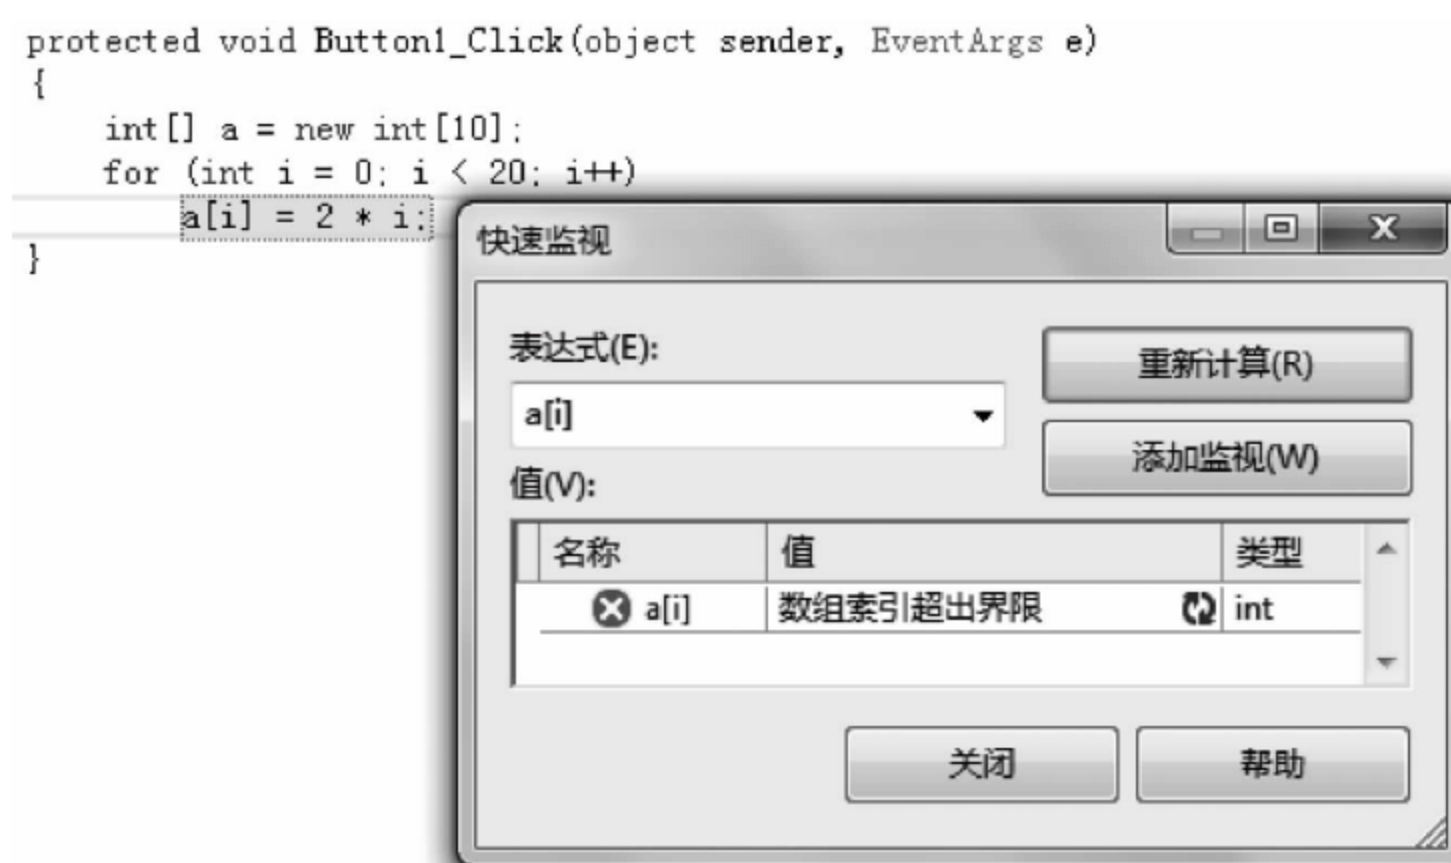 protected void Button1_Click(object sender, EventArgs e)
{
int[] a = new int[10];
for (int i = 0; i < 20; i++)
a[i] = 2 * i;
}
快速监视
表达式(E):
重新计算(R)
a[i]
添加监视(W)
值(V):
名称 值 类型
a[i] 数组索引超出界限 int
关闭 帮助